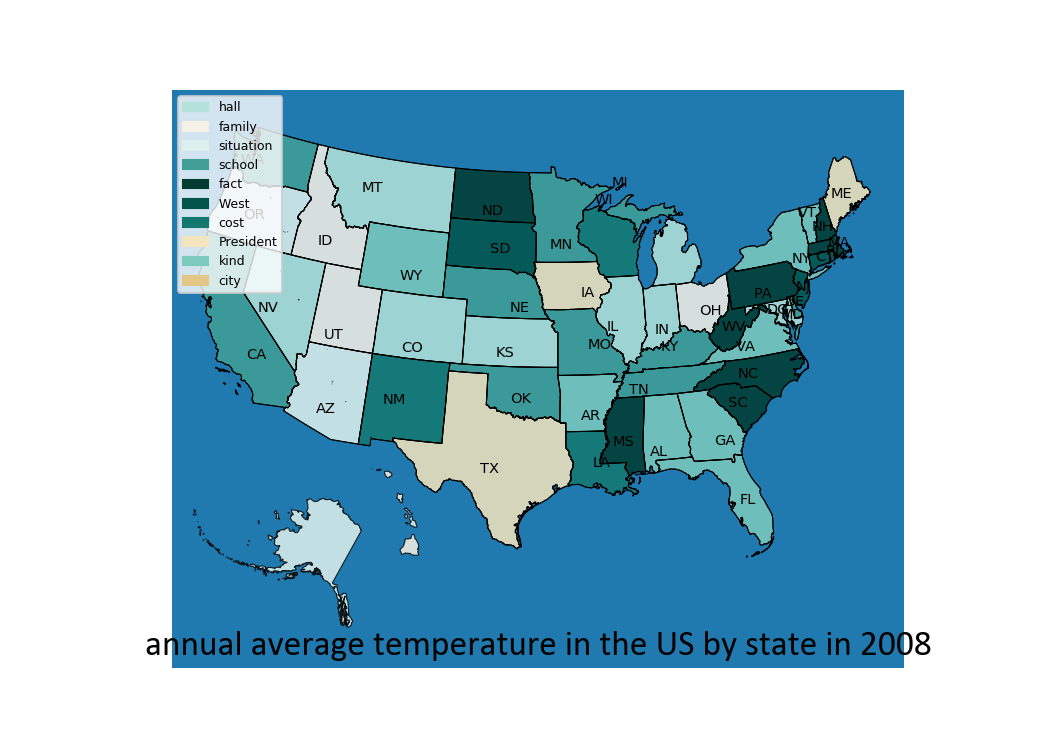 hall
family
situation
school
fact
West
cost
President
kind
city
WA
OR
CA
NV
ID
MT
WY
UT
CO
AZ
NM
ND
SD
NE
KS
OK
TX
MN
IA
MO
AR
LA
WI
MI
IL
IN
OH
KY
TN
MS
AL
GA
FL
SC
NC
VA
WV
PA
NY
VT
NH
ME
MA
CT
NJ
DE
MD
DC
annual average temperature in the US by state in 2008